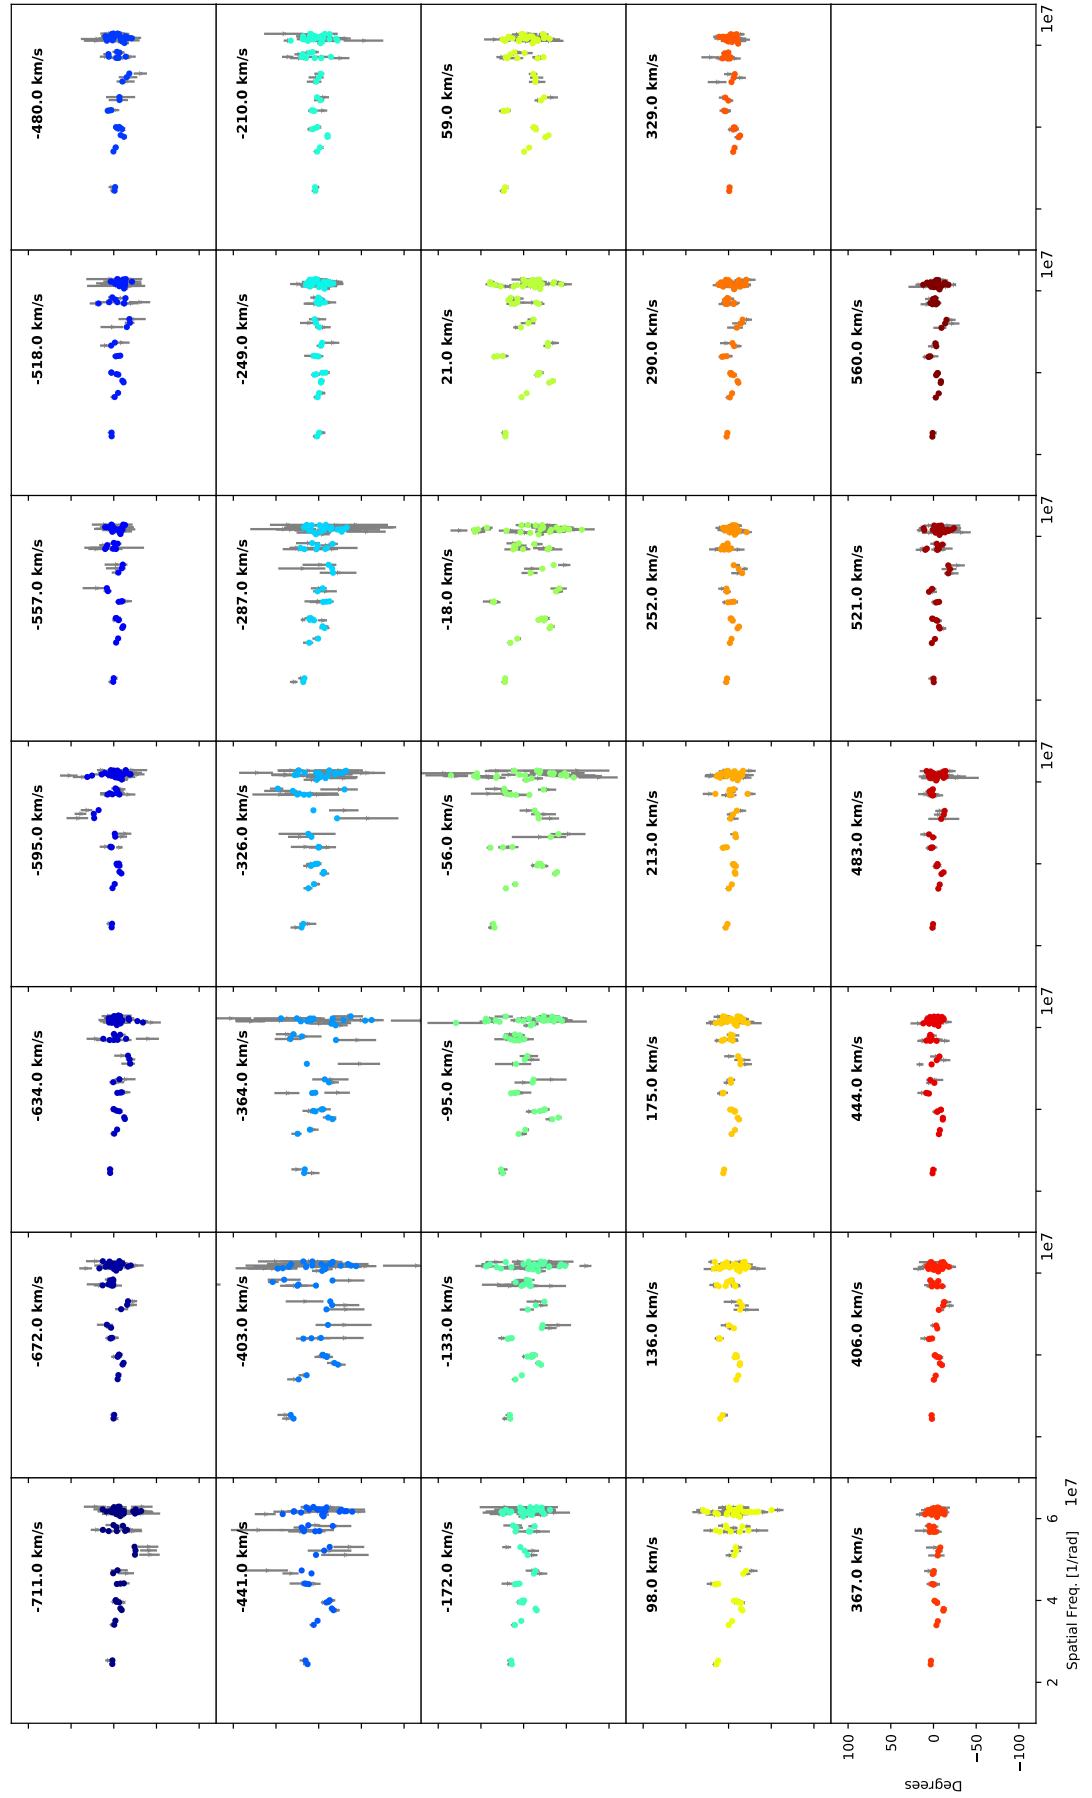 -711.0 km/s
-672.0 km/s
-634.0 km/s
-595.0 km/s
-557.0 km/s
-518.0 km/s
-480.0 km/s
-441.0 km/s
-403.0 km/s
-364.0 km/s
-326.0 km/s
-287.0 km/s
-249.0 km/s
-210.0 km/s
-172.0 km/s
-133.0 km/s
-95.0 km/s
-56.0 km/s
-18.0 km/s
21.0 km/s
59.0 km/s
98.0 km/s
136.0 km/s
175.0 km/s
213.0 km/s
252.0 km/s
290.0 km/s
329.0 km/s
367.0 km/s
406.0 km/s
444.0 km/s
483.0 km/s
521.0 km/s
560.0 km/s
100
50
0
−50
−100
Degrees
2
4
6
1e7
1e7
1e7
1e7
1e7
1e7
1e7
Spatial Freq. [1/rad]